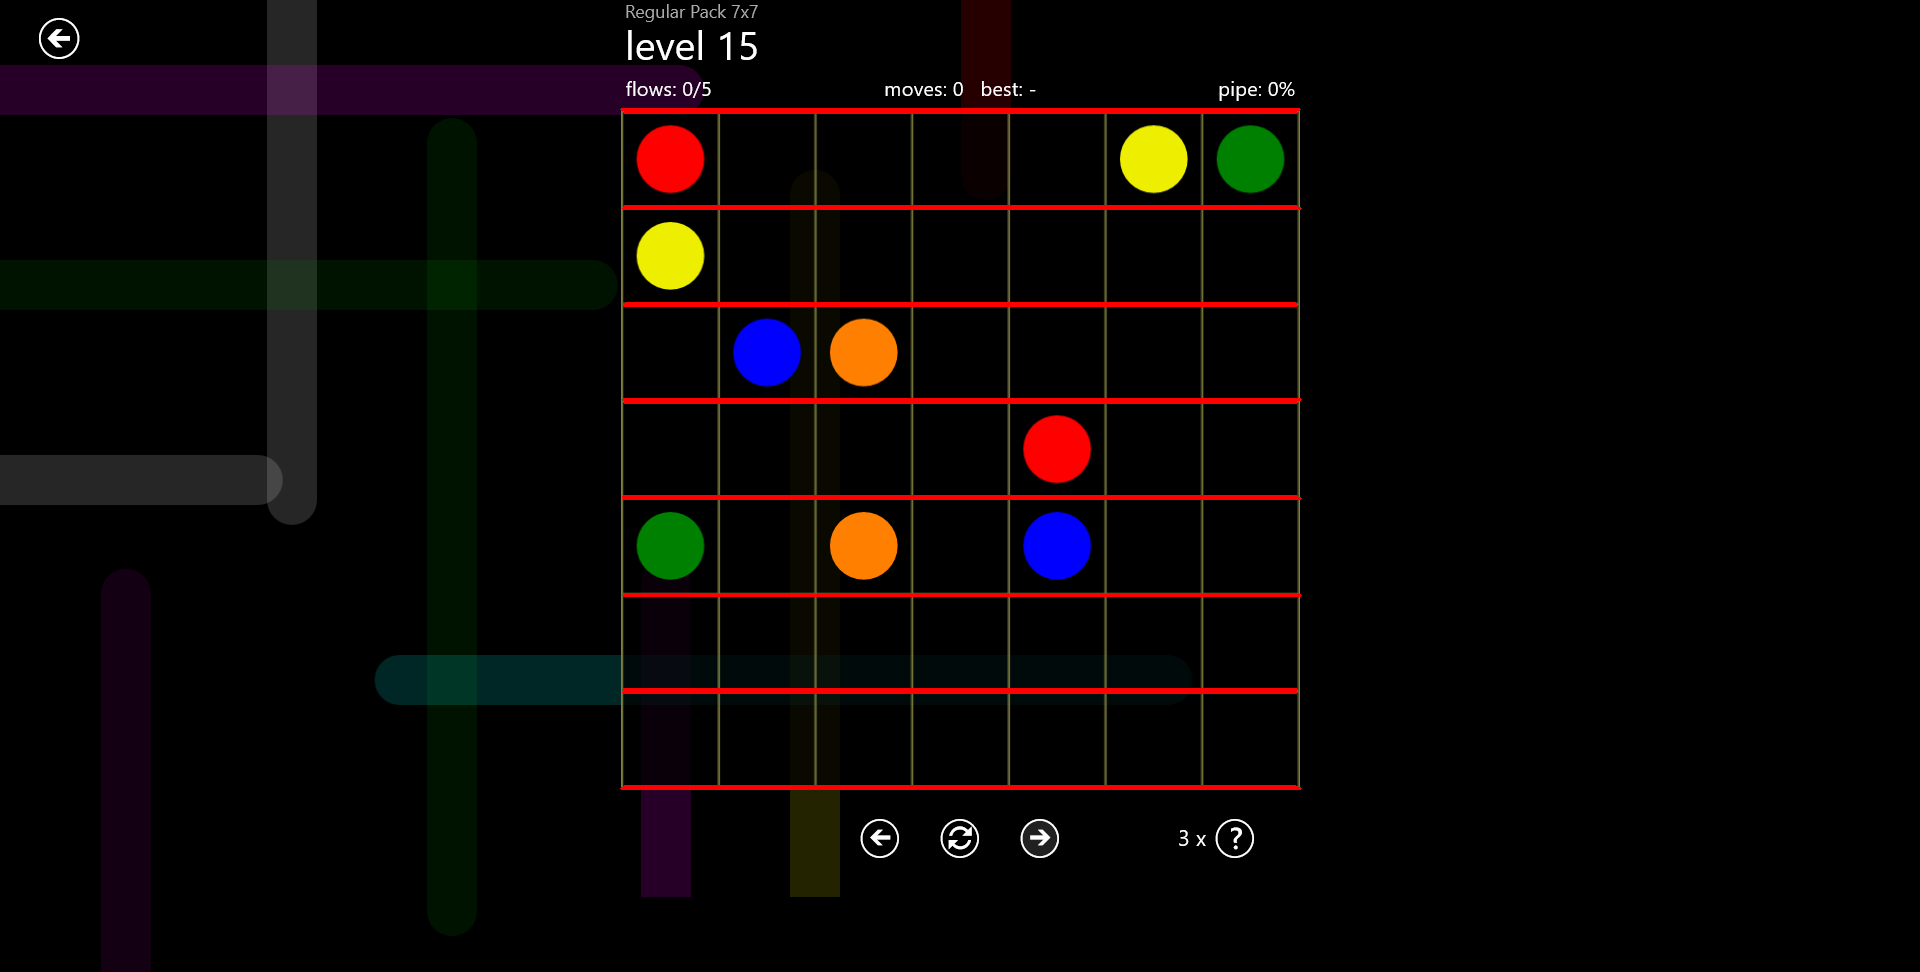 Regular Pack 7x7
level 15
flows: 0/5 moves: 0 best: - pipe: 0%
3 x ?